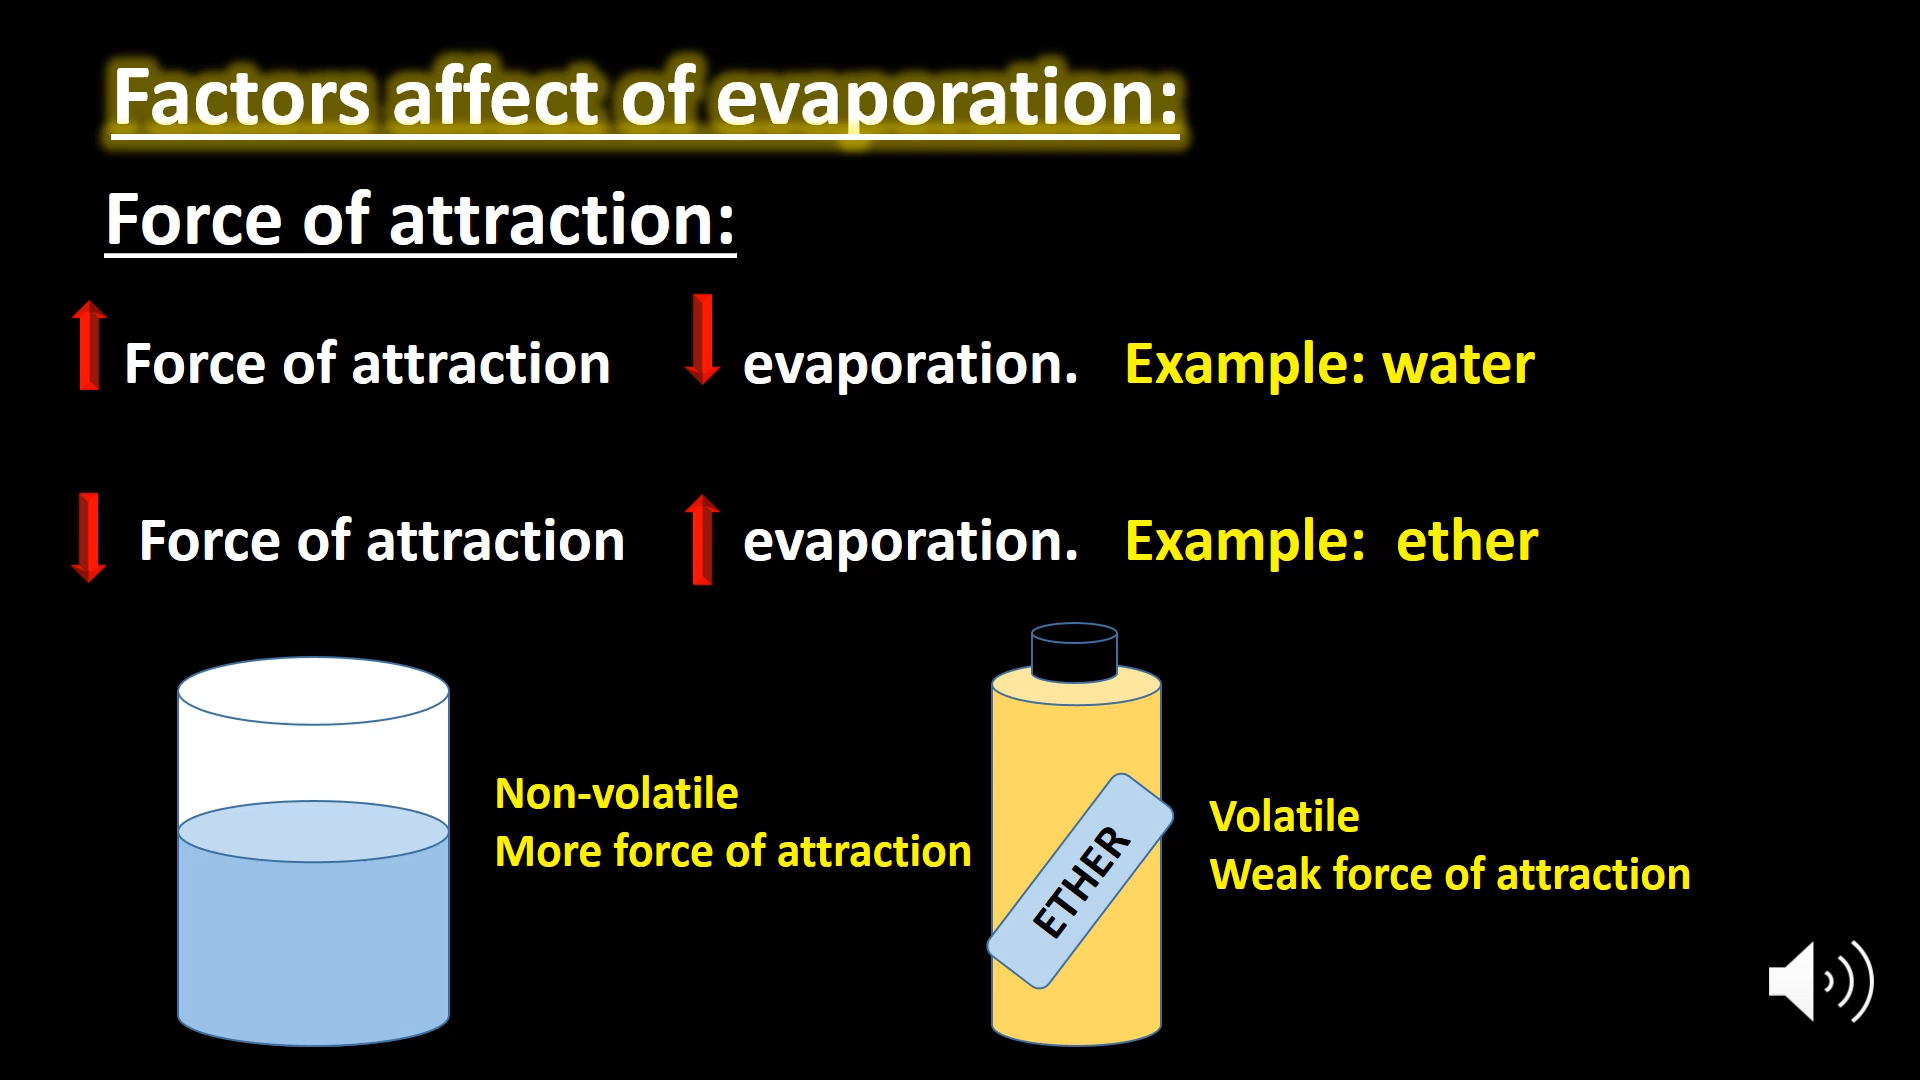 Factors affect of evaporation:
Force of attraction:
Force of attraction evaporation. Example: water
Force of attraction evaporation. Example: ether
Non-volatile
More force of attraction
ETHER
Volatile
Weak force of attraction